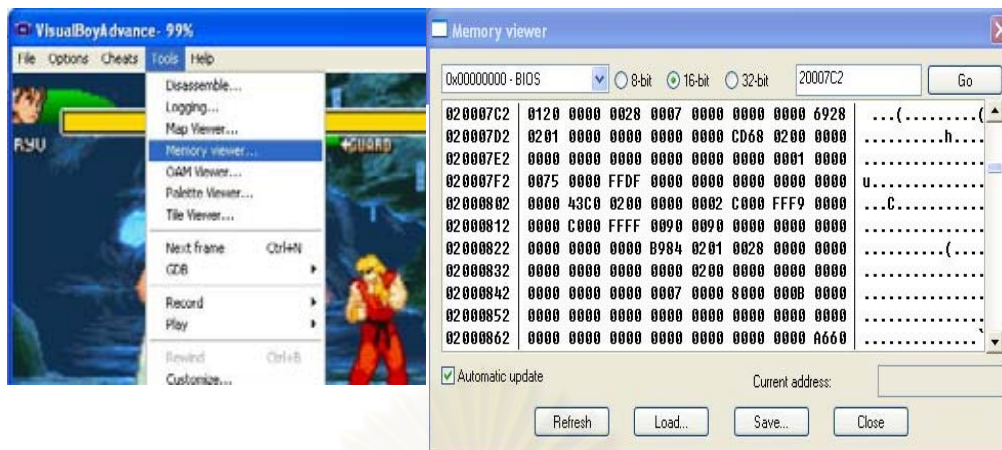 VisualBoyAdvance- 99%
File Options Cheats Tools Help
Disassemble...
Logging...
Map Viewer...
Memory viewer...
OAM Viewer...
Palette Viewer...
Tile Viewer...
Next frame Ctrl+N
GDB
Record
Play
Rewind Ctrl+B
Customize...
RYU
GUARD
Memory viewer
0x00000000 - BIOS 8-bit 16-bit 32-bit 20007C2 Go
020007C2 0120 0000 0028 0007 0000 0000 0000 6928 ...(.........(
020007D2 0201 0000 0000 0000 0000 CD68 0200 0000 ...........h....
020007E2 0000 0000 0000 0000 0000 0000 0001 0000 ................
020007F2 0075 0000 FFDF 0000 0000 0000 0000 0000 u...............
02000802 0000 43C0 0200 0000 0002 C000 FFF9 0000 ...C............
02000812 0000 C000 FFFF 0090 0090 0000 0000 0000 ................
02000822 0000 0000 0000 B984 0201 0028 0000 0000 ...........(....
02000832 0000 0000 0000 0000 0200 0000 0000 0000 ................
02000842 0000 0000 0000 0007 0000 8000 000B 0000 ................
02000852 0000 0000 0000 0000 0000 0000 0000 0000 ................
02000862 0000 0000 0000 0000 0000 0000 0000 A660 ...............`
Automatic update Current address:
Refresh Load... Save... Close